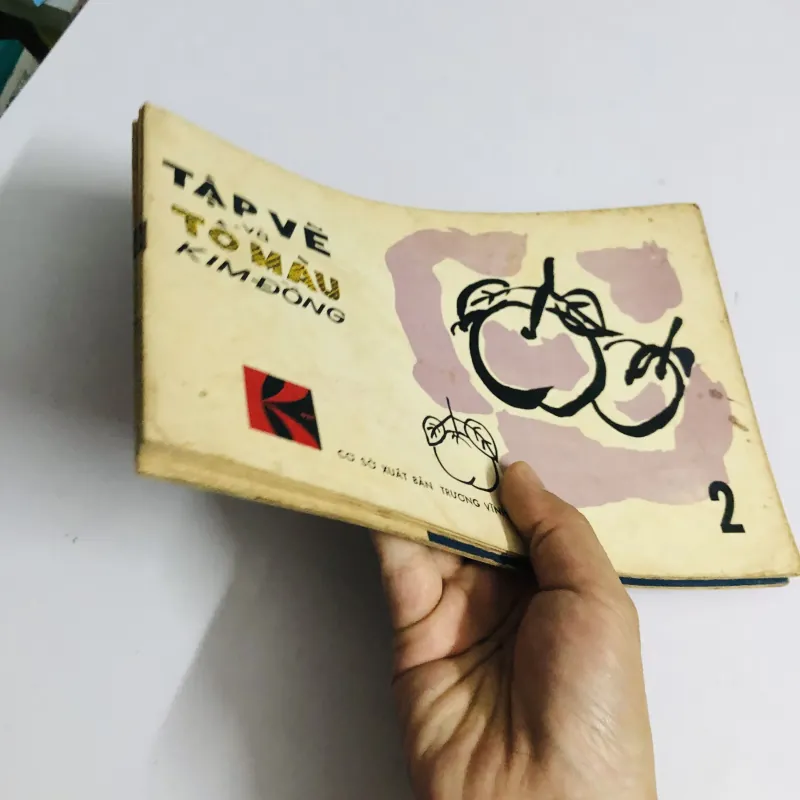 TẬP VẼ
VÀ
TÔ MÀU
KIM-ĐỒNG
CƠ SỞ XUẤT BẢN TRƯƠNG VĨNH
2